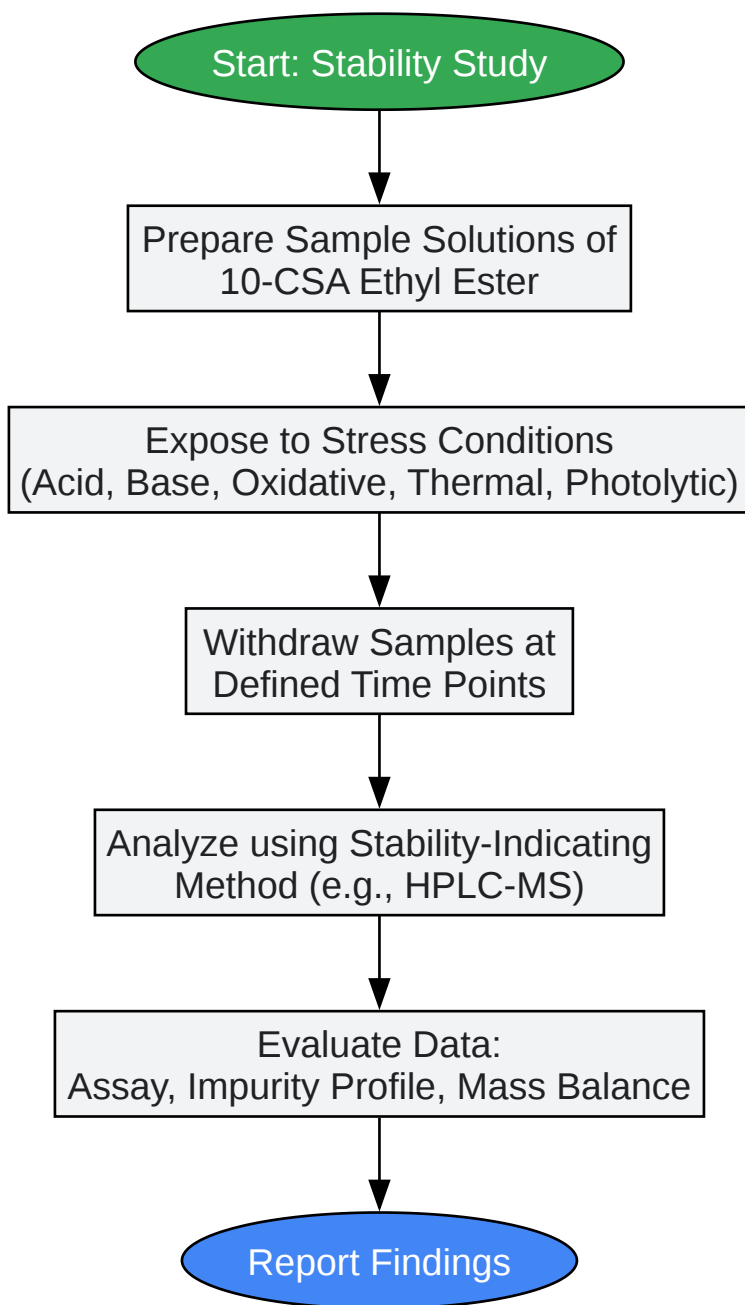 Start: Stability Study
Prepare Sample Solutions of
10-CSA Ethyl Ester
Expose to Stress Conditions
(Acid, Base, Oxidative, Thermal, Photolytic)
Withdraw Samples at
Defined Time Points
Analyze using Stability-Indicating
Method (e.g., HPLC-MS)
Evaluate Data:
Assay, Impurity Profile, Mass Balance
Report Findings